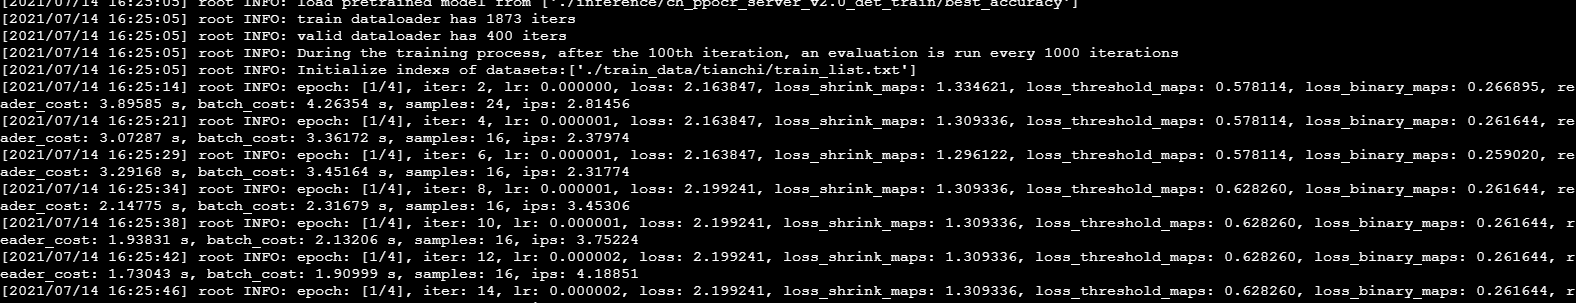 [2021/07/14 16:25:05] root INFO: load pretrained model from ['./inference/ch_ppocr_server_v2.0_det_train/best_accuracy']
[2021/07/14 16:25:05] root INFO: train dataloader has 1873 iters
[2021/07/14 16:25:05] root INFO: valid dataloader has 400 iters
[2021/07/14 16:25:05] root INFO: During the training process, after the 100th iteration, an evaluation is run every 1000 iterations
[2021/07/14 16:25:05] root INFO: Initialize indexs of datasets:['./train_data/tianchi/train_list.txt']
[2021/07/14 16:25:14] root INFO: epoch: [1/4], iter: 2, lr: 0.000000, loss: 2.163847, loss_shrink_maps: 1.334621, loss_threshold_maps: 0.578114, loss_binary_maps: 0.266895, re
ader_cost: 3.89585 s, batch_cost: 4.26354 s, samples: 24, ips: 2.81456
[2021/07/14 16:25:21] root INFO: epoch: [1/4], iter: 4, lr: 0.000001, loss: 2.163847, loss_shrink_maps: 1.309336, loss_threshold_maps: 0.578114, loss_binary_maps: 0.261644, re
ader_cost: 3.07287 s, batch_cost: 3.36172 s, samples: 16, ips: 2.37974
[2021/07/14 16:25:29] root INFO: epoch: [1/4], iter: 6, lr: 0.000001, loss: 2.163847, loss_shrink_maps: 1.296122, loss_threshold_maps: 0.578114, loss_binary_maps: 0.259020, re
ader_cost: 3.29168 s, batch_cost: 3.45164 s, samples: 16, ips: 2.31774
[2021/07/14 16:25:34] root INFO: epoch: [1/4], iter: 8, lr: 0.000001, loss: 2.199241, loss_shrink_maps: 1.309336, loss_threshold_maps: 0.628260, loss_binary_maps: 0.261644, re
ader_cost: 2.14775 s, batch_cost: 2.31679 s, samples: 16, ips: 3.45306
[2021/07/14 16:25:38] root INFO: epoch: [1/4], iter: 10, lr: 0.000001, loss: 2.199241, loss_shrink_maps: 1.309336, loss_threshold_maps: 0.628260, loss_binary_maps: 0.261644, r
eader_cost: 1.93831 s, batch_cost: 2.13206 s, samples: 16, ips: 3.75224
[2021/07/14 16:25:42] root INFO: epoch: [1/4], iter: 12, lr: 0.000002, loss: 2.199241, loss_shrink_maps: 1.309336, loss_threshold_maps: 0.628260, loss_binary_maps: 0.261644, r
eader_cost: 1.73043 s, batch_cost: 1.90999 s, samples: 16, ips: 4.18851
[2021/07/14 16:25:46] root INFO: epoch: [1/4], iter: 14, lr: 0.000002, loss: 2.199241, loss_shrink_maps: 1.309336, loss_threshold_maps: 0.628260, loss_binary_maps: 0.261644, r